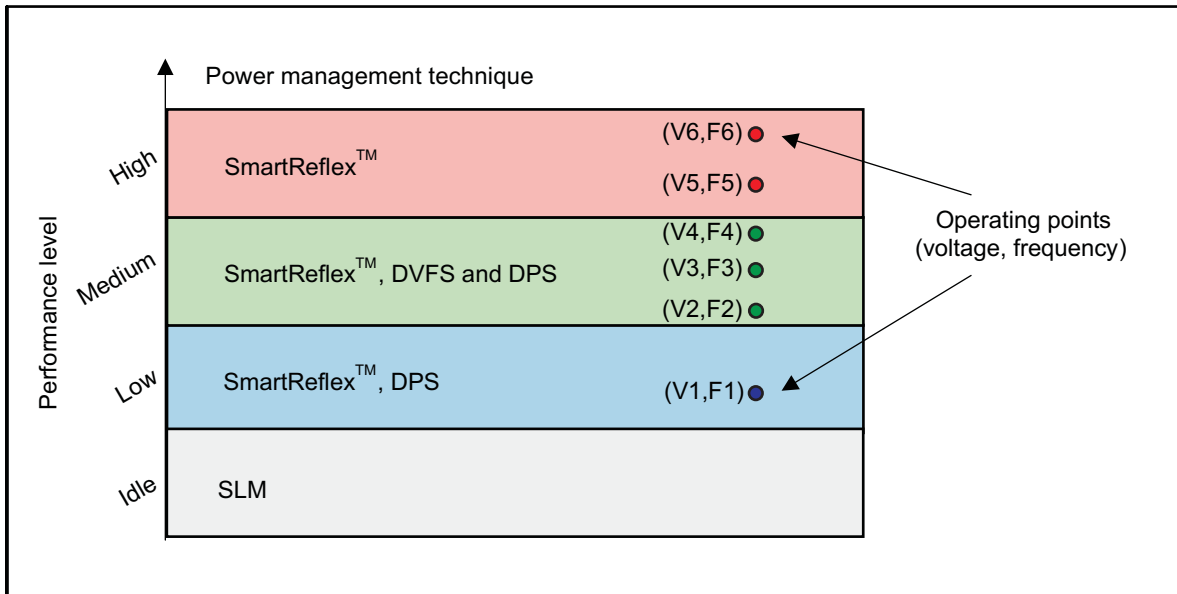 Power management technique
High
SmartReflex™
(V6,F6)
(V5,F5)
Medium
SmartReflex™, DVFS and DPS
(V4,F4)
(V3,F3)
(V2,F2)
Low
SmartReflex™, DPS
(V1,F1)
Idle
SLM
Performance level
Operating points
(voltage, frequency)